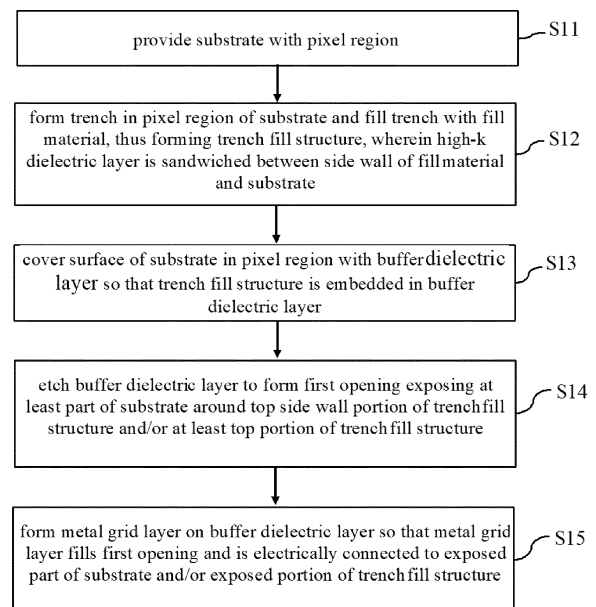 provide substrate with pixel region
S11
form trench in pixel region of substrate and fill trench with fill
material, thus forming trench fill structure, wherein high-k
dielectric layer is sandwiched between side wall of fill material
and substrate
S12
cover surface of substrate in pixel region with buffer dielectric
layer so that trench fill structure is embedded in buffer
dielectric layer
S13
etch buffer dielectric layer to form first opening exposing at
least part of substrate around top side wall portion of trench fill
structure and/or at least top portion of trench fill structure
S14
form metal grid layer on buffer dielectric layer so that metal grid
layer fills first opening and is electrically connected to exposed
part of substrate and/or exposed portion of trench fill structure
S15